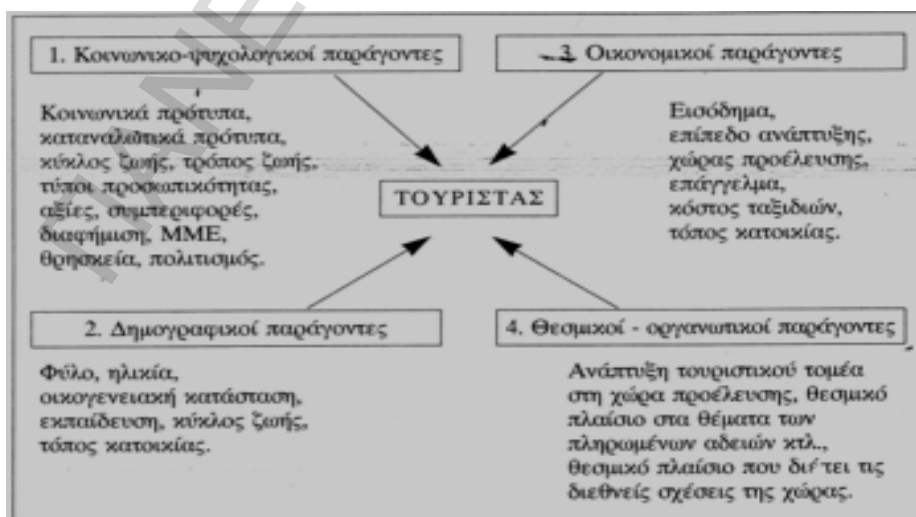 1. Κοινωνικο-ψυχολογικοί παράγοντες
Κοινωνικά πρότυπα,
καταναλωτικά πρότυπα,
κύκλος ζωής, τρόπος ζωής,
τύποι προσωπικότητας,
αξίες, συμπεριφορές,
διαφήμιση, ΜΜΕ,
θρησκεία, πολιτισμός.
3. Οικονομικοί παράγοντες
Εισόδημα,
επίπεδο ανάπτυξης,
χώρας προέλευσης,
επάγγελμα,
κόστος ταξιδιών,
τόπος κατοικίας.
ΤΟΥΡΙΣΤΑΣ
2. Δημογραφικοί παράγοντες
Φύλο, ηλικία,
οικογενειακή κατάσταση,
εκπαίδευση, κύκλος ζωής,
τόπος κατοικίας.
4. Θεσμικοί - οργανωτικοί παράγοντες
Ανάπτυξη τουριστικού τομέα
στη χώρα προέλευσης, θεσμικό
πλαίσιο στα θέματα των
πληρωμένων αδειών κτλ.,
θεσμικό πλαίσιο που τις
διεθνείς σχέσεις της χώρας.